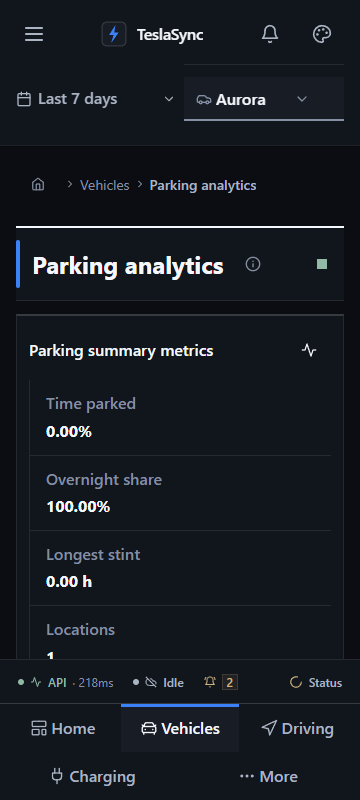 TeslaSync
Last 7 days
Aurora
Vehicles
Parking analytics
Parking analytics
Parking summary metrics
Time parked
0.00%
Overnight share
100.00%
Longest stint
0.00 h
Locations
1
API · 218ms
Idle
2
Status
Home
Vehicles
Driving
Charging
More